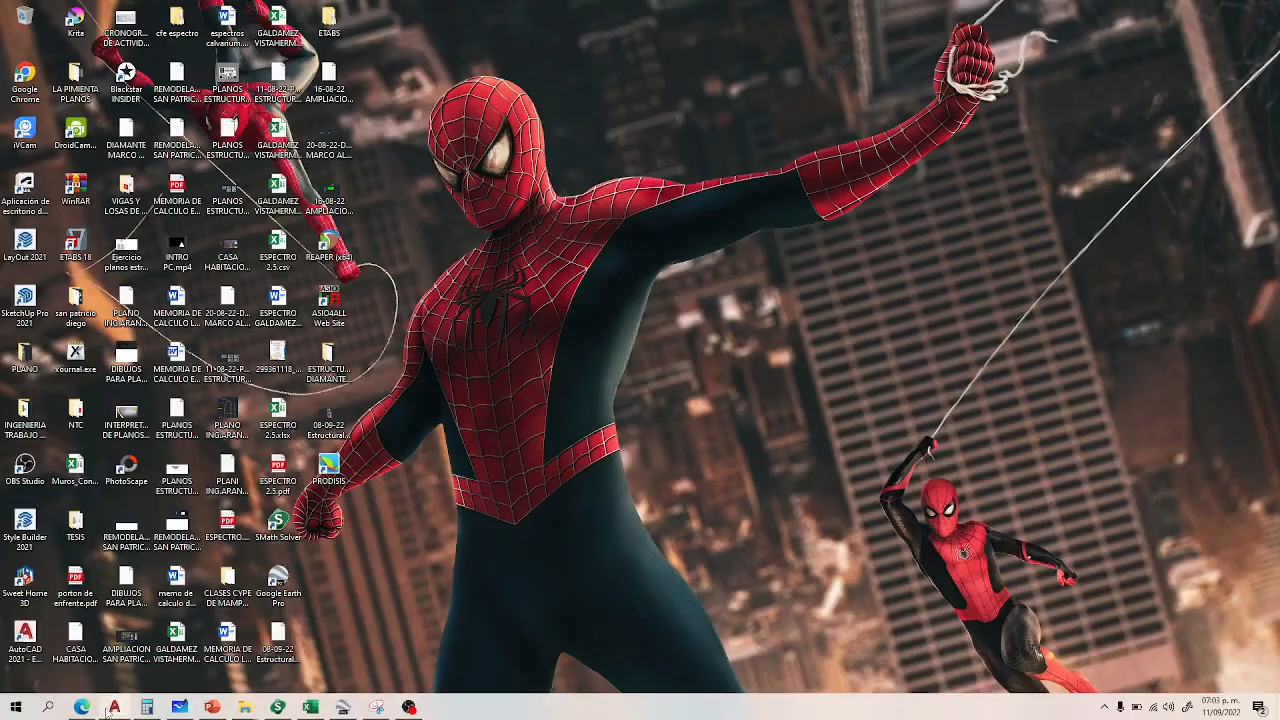 Krita
CRONOGR...
DE ACTIVID...
cfe espectro
espectros
calvarium...
GALDAMEZ
VISTAHERM...
ETABS
Google
Chrome
LA PIMIENTA
PLANOS
Blackstar
INSIDER
REMODELA...
SAN PATRIC...
PLANOS
ESTRUCTUR...
11-08-22-P...
ESTRUCTUR...
16-08-22
AMPLIACIO...
iVCam
DroidCam...
DIAMANTE
MARCO ...
REMODELA...
SAN PATRIC...
PLANOS
ESTRUCTU...
GALDAMEZ
VISTAHERM...
20-08-22-D...
MARCO AL...
Aplicación de
escritorio d...
WinRAR
VIGAS Y
LOSAS DE...
MEMORIA DE
CALCULO E...
PLANOS
ESTRUCTU...
GALDAMEZ
VISTAHERM...
16-08-22
AMPLIACIO...
LayOut 2021
ETABS 18
Ejercicio
planos estr...
INTRO
PC.mp4
CASA
HABITACIO...
ESPECTRO
2.5.csv
REAPER (x64)
SketchUp Pro
2021
san patricio
diego
PLANO
ING.ARAN...
MEMORIA DE
CALCULO E...
20-08-22-D...
MARCO AL...
ESPECTRO
GALDAMEZ...
ASIO4ALL
Web Site
PLANO
xournal.exe
DIBUJOS
PARA PLA...
MEMORIA DE
CALCULO E...
11-08-22-P...
ESTRUCTUR...
299361118_...
ESTRUCTU...
DIAMANTE...
INGENIERIA
TRABAJO ...
NTC
INTERPRET...
DE PLANOS...
PLANOS
ESTRUCTU...
PLANO
ING.ARAN...
ESPECTRO
2.5.xlsx
08-09-22
Estructural...
OBS Studio
Muros_Con...
PhotoScape
PLANOS
ESTRUCTU...
PLANI
ING.ARAN...
ESPECTRO
2.5.pdf
PRODISIS
Style Builder
2021
TESIS
REMODELA...
SAN PATRIC...
REMODELA...
SAN PATRIC...
ESPECTRO....
SMath Solver
Sweet Home
3D
porton de
enfrente.pdf
DIBUJOS
PARA PLA...
memo de
calculo d...
CLASES CYPE
DE MAMP...
Google Earth
Pro
AutoCAD
2021 - E...
CASA
HABITACIO...
AMPLIACION
SAN PATRIC...
GALDAMEZ
VISTAHERM...
MEMORIA DE
CALCULO L...
08-09-22
Estructural...
07:03 p. m.
11/09/2022